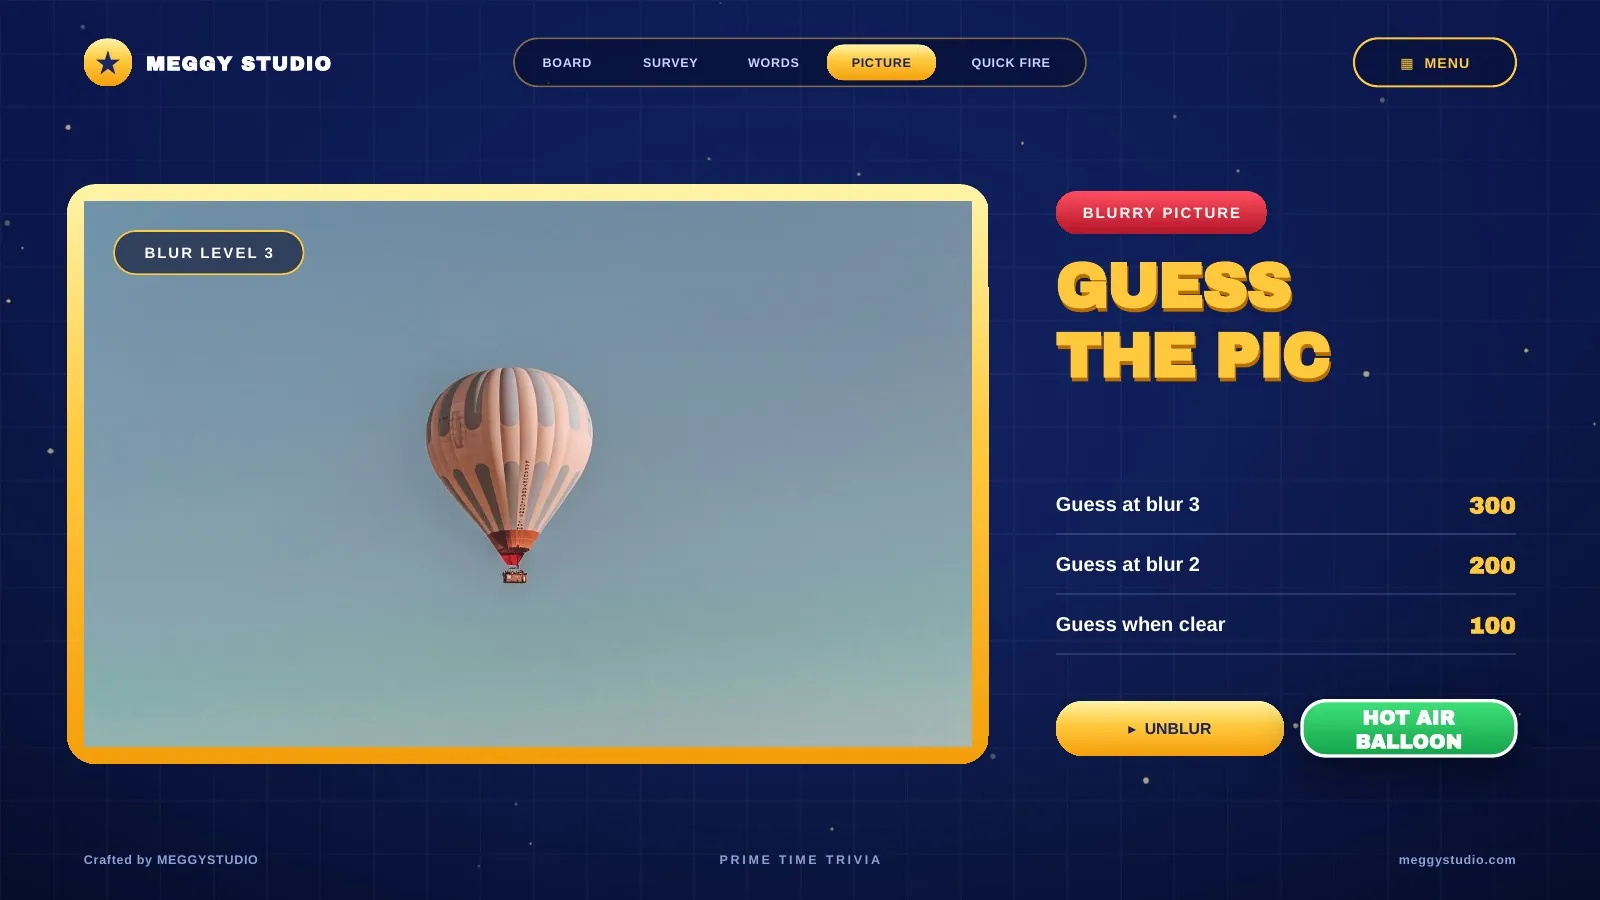 MEGGY STUDIO
BOARD
SURVEY
WORDS
PICTURE
QUICK FIRE
MENU
BLUR LEVEL 3
BLURRY PICTURE
GUESS
THE PIC
Guess at blur 3
300
Guess at blur 2
200
Guess when clear
100
► UNBLUR
HOT AIR
BALLOON
Crafted by MEGGYSTUDIO
PRIME TIME TRIVIA
meggystudio.com